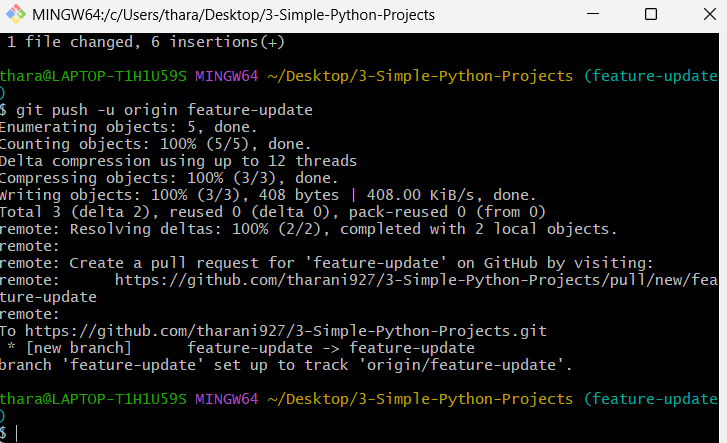 MINGW64:/c/Users/thara/Desktop/3-Simple-Python-Projects
1 file changed, 6 insertions(+)
thara@LAPTOP-T1H1U59S MINGW64 ~/Desktop/3-Simple-Python-Projects (feature-update
)
$ git push -u origin feature-update
Enumerating objects: 5, done.
Counting objects: 100% (5/5), done.
Delta compression using up to 12 threads
Compressing objects: 100% (3/3), done.
Writing objects: 100% (3/3), 408 bytes | 408.00 KiB/s, done.
Total 3 (delta 2), reused 0 (delta 0), pack-reused 0 (from 0)
remote: Resolving deltas: 100% (2/2), completed with 2 local objects.
remote:
remote: Create a pull request for 'feature-update' on GitHub by visiting:
remote:      https://github.com/tharani927/3-Simple-Python-Projects/pull/new/fea
ture-update
remote:
To https://github.com/tharani927/3-Simple-Python-Projects.git
 * [new branch]      feature-update -> feature-update
branch 'feature-update' set up to track 'origin/feature-update'.
thara@LAPTOP-T1H1U59S MINGW64 ~/Desktop/3-Simple-Python-Projects (feature-update
)
$